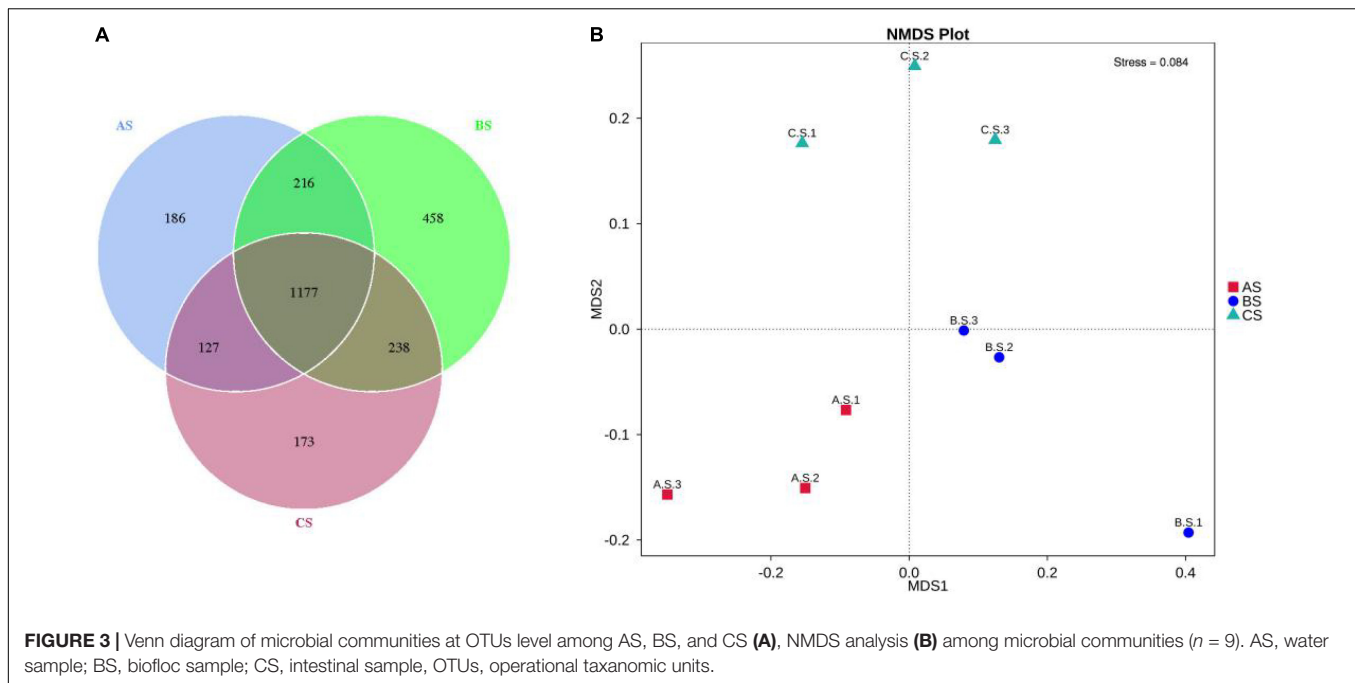 A
AS
BS
216
186
458
1177
127
238
173
CS
B
NMDS Plot
C.S.2
Stress = 0.084
0.2
C.S.1
C.S.3
AS
BS
CS
MDS2
0.0
B.S.3
B.S.2
A.S.1
-0.1
A.S.2
A.S.3
B.S.1
-0.2
0.1
-0.2
0.0
0.2
0.4
MDS1
FIGURE 3 | Venn diagram of microbial communities at OTUs level among AS, BS, and CS (A), NMDS analysis (B) among microbial communities (n = 9). AS, water
sample; BS, biofloc sample; CS, intestinal sample, OTUs, operational taxanomic units.